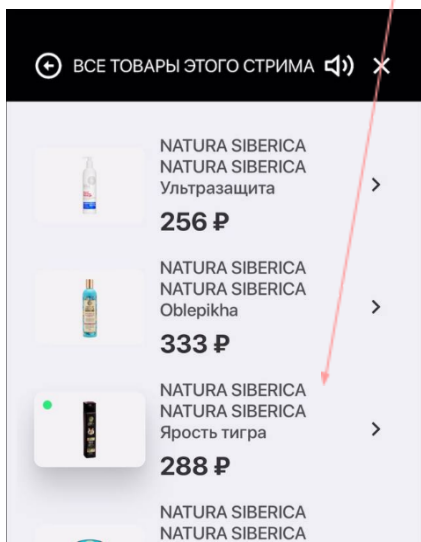 ВСЕ ТОВАРЫ ЭТОГО СТРИМА
NATURA SIBERICA
NATURA SIBERICA
Ультразащита
256 ₽
NATURA SIBERICA
NATURA SIBERICA
Oblepikha
333 ₽
NATURA SIBERICA
NATURA SIBERICA
Ярость тигра
288 ₽
NATURA SIBERICA
NATURA SIBERICA